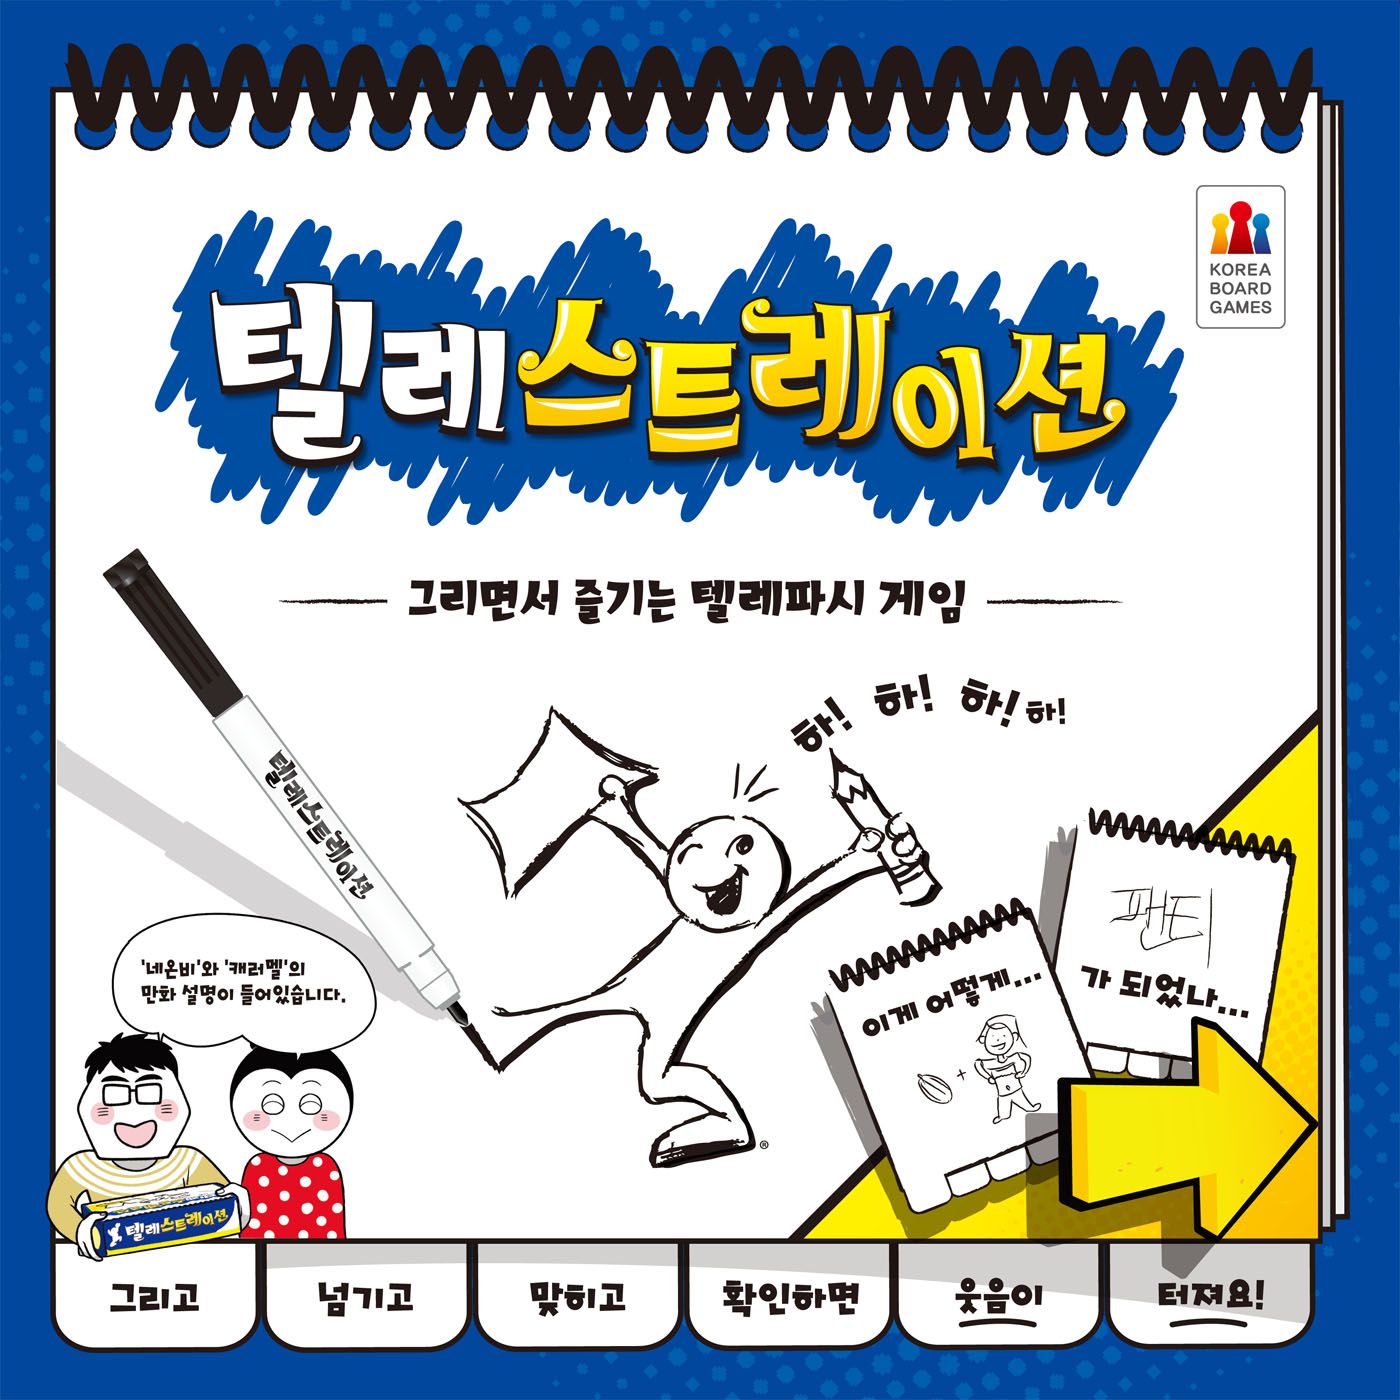 KOREA
BOARD
GAMES
텔레스트레이션
그리면서 즐기는 텔레파시 게임
하! 하! 하! 하!
텔레스트레이션
팬티
가 되었나...
이게 어떻게...
+
'네온비'와 '캐러멜'의
만화 설명이 들어있습니다.
®
텔레스트레이션
그리고 넘기고 맞히고 확인하면 웃음이 터져요!